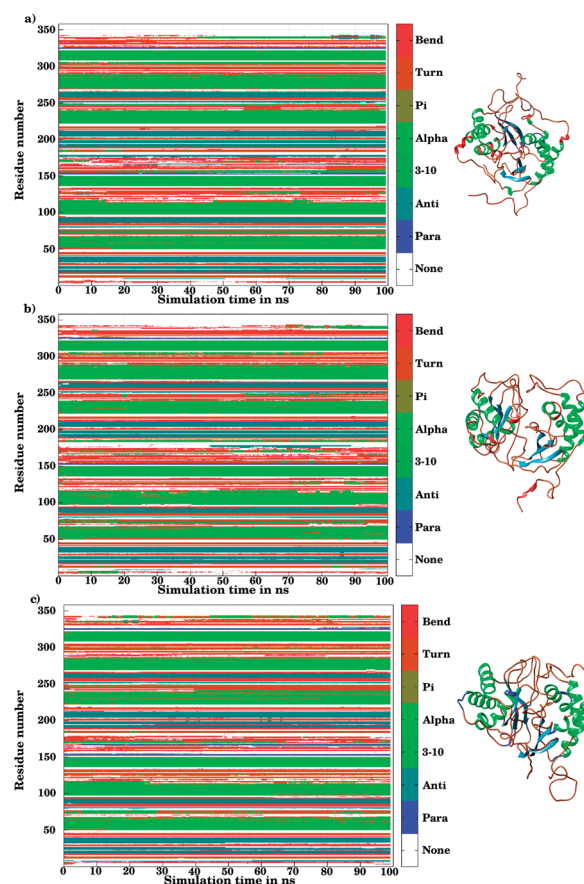 a)
350
300
250
200
150
100
50
Residue number
0 10 20 30 40 50 60 70 80 90 100
Simulation time in ns
Bend
Turn
Pi
Alpha
3-10
Anti
Para
None
b)
350
300
250
200
150
100
50
Residue number
0 10 20 30 40 50 60 70 80 90 100
Simulation time in ns
Bend
Turn
Pi
Alpha
3-10
Anti
Para
None
c)
350
300
250
200
150
100
50
Residue number
0 10 20 30 40 50 60 70 80 90 100
Simulation time in ns
Bend
Turn
Pi
Alpha
3-10
Anti
Para
None